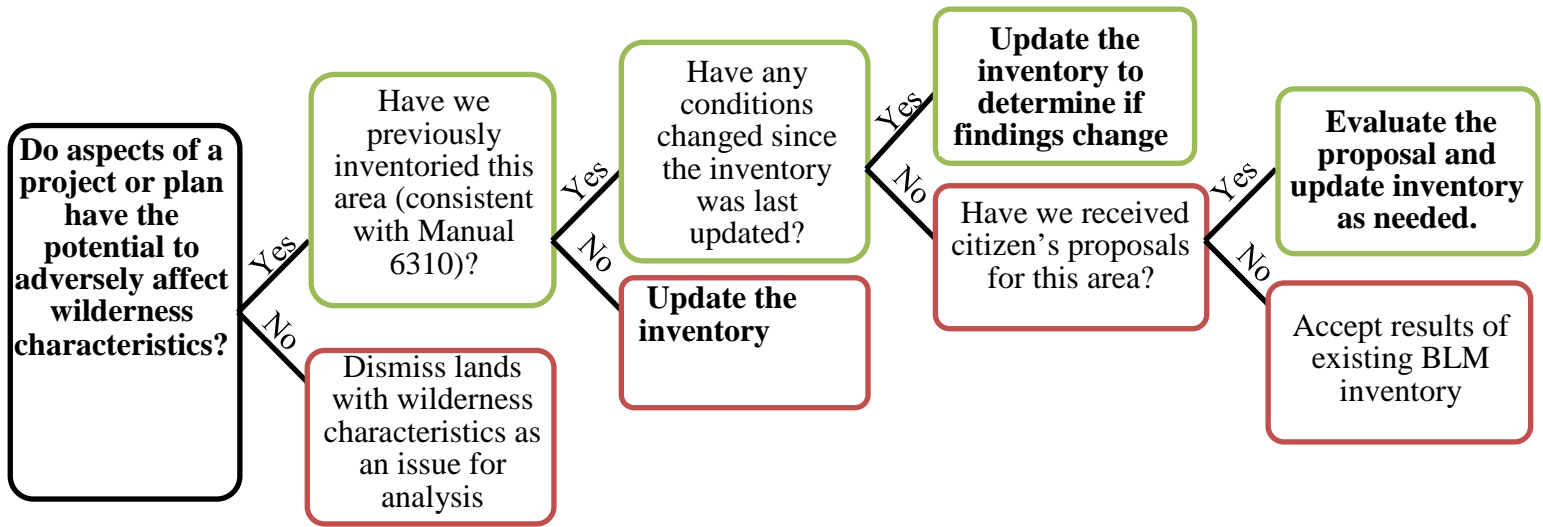 Do aspects of a
project or plan
have the
potential to
adversely affect
wilderness
characteristics?
Yes
No
Have we
previously
inventoried this
area (consistent
with Manual
6310)?
Dismiss lands
with wilderness
characteristics as
an issue for
analysis
Yes
No
Have any
conditions
changed since
the inventory
was last
updated?
Update the
inventory
Yes
No
Update the
inventory to
determine if
findings change
Have we received
citizen’s proposals
for this area?
Yes
No
Evaluate the
proposal and
update inventory
as needed.
Accept results of
existing BLM
inventory